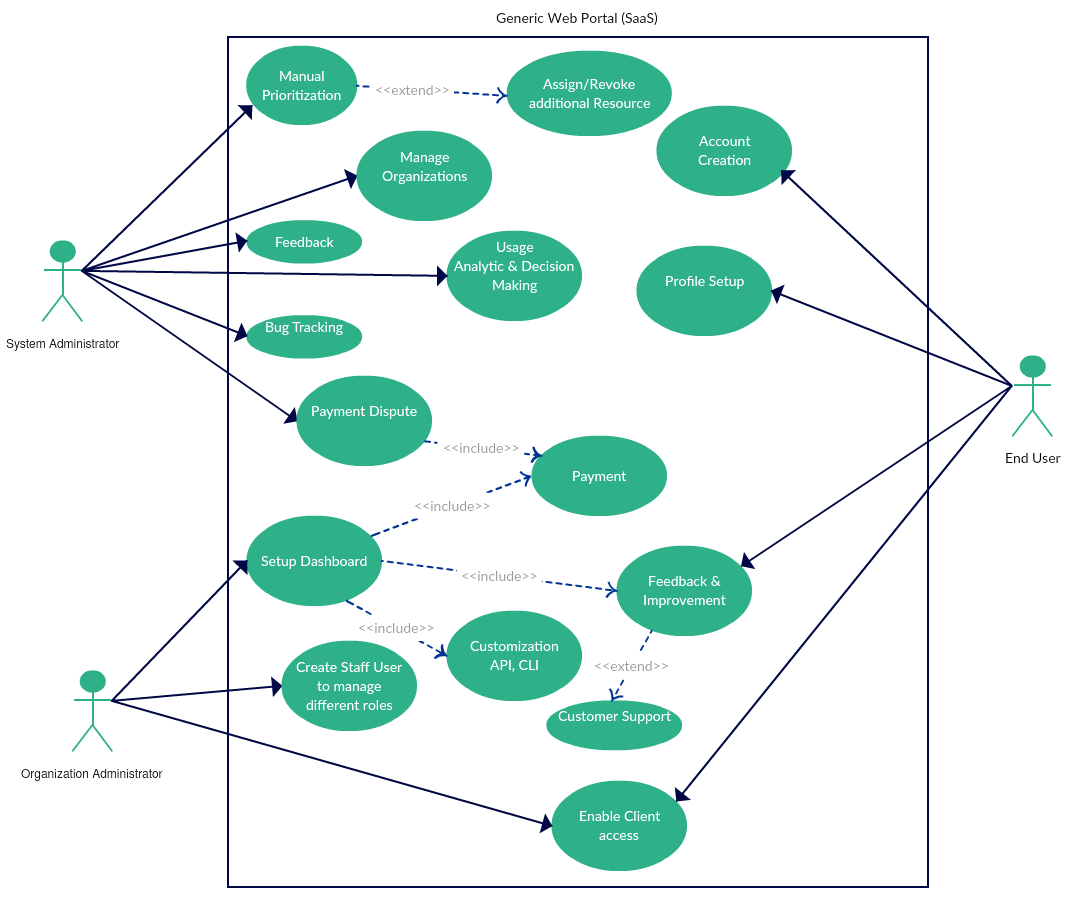 Generic Web Portal (SaaS)
Manual
Prioritization
<<extend>>
Assign/Revoke
additional Resource
Account
Creation
Manage
Organizations
Feedback
Usage
Analytic & Decision
Making
Profile Setup
Bug Tracking
System Administrator
Payment Dispute
<<include>>
Payment
End User
<<include>>
Setup Dashboard
<<include>>
Feedback &
Improvement
<<include>>
Customization
API, CLI
Create Staff User
to manage
different roles
<<extend>>
Customer Support
Organization Administrator
Enable Client
access